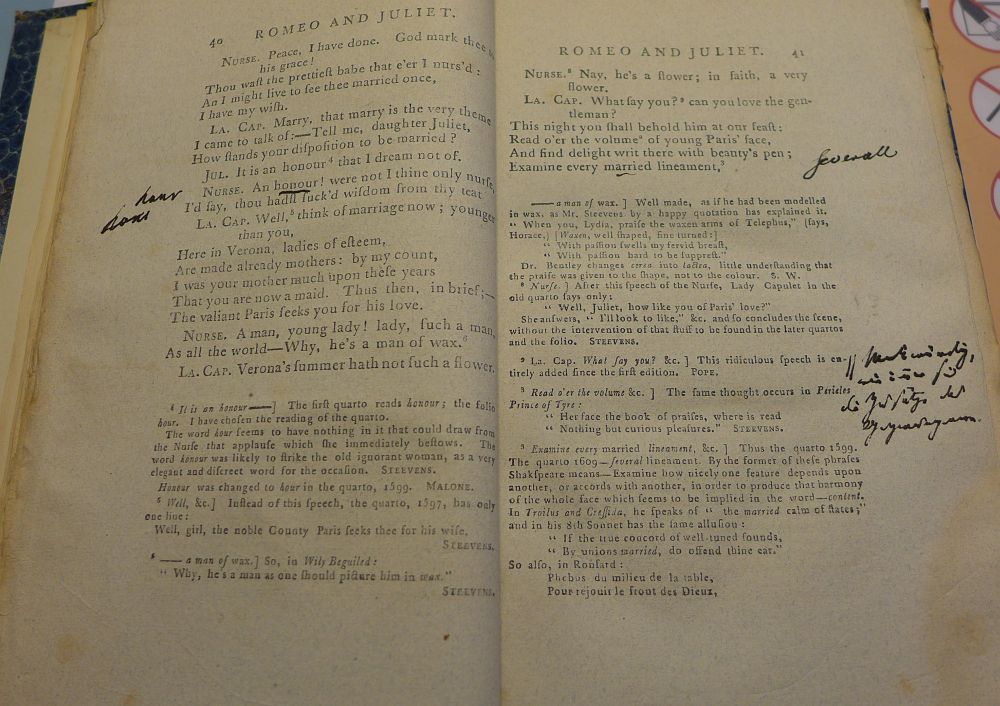 40 ROMEO AND JULIET.
NURSE. Peace, I have done. God mark thee
his grace!
Thou waſt the prettieſt babe that e'er I nurs'd:
An I might live to ſee thee married once,
I have my wiſh.
LA. CAP. Marry, that marry is the very theme
I came to talk of:—Tell me, daughter Juliet,
How ſtands your diſpoſition to be married?
JUL. It is an honour⁴ that I dream not of.
NURSE. An honour! were not I thine only nurſe,
hour
I'd ſay, thou hadſt ſuck'd wiſdom from thy teat.
LA. CAP. Well,⁵ think of marriage now; younger
than you,
Here in Verona, ladies of eſteem,
Are made already mothers: by my count,
I was your mother much upon theſe years
That you are now a maid. Thus then, in brief;—
The valiant Paris ſeeks you for his love.
NURSE. A man, young lady! lady, ſuch a man,
As all the world—Why, he's a man of wax.⁶
LA. CAP. Verona's ſummer hath not ſuch a flower.
⁴ It is an honour——] The firſt quarto reads honour; the folio
hour. I have choſen the reading of the quarto.
The word hour ſeems to have nothing in it that could draw from
the Nurſe that applauſe which ſhe immediately beſtows. The
word honour was likely to ſtrike the old ignorant woman, as a very
elegant and diſcreet word for the occaſion. STEEVENS.
Honour was changed to hour in the quarto, 1599. MALONE.
⁵ Well, &c.] Inſtead of this ſpeech, the quarto, 1597, has only
one line:
Well, girl, the noble County Paris ſeeks thee for his wife.
STEEVENS.
⁶ ——a man of wax.] So, in Wily Beguiled:
"Why, he's a man as one ſhould picture him in wax."
STEEVENS.
ROMEO AND JULIET. 41
NURSE.⁸ Nay, he's a flower; in faith, a very
flower.
LA. CAP. What ſay you?⁹ can you love the gen-
tleman?
This night you ſhall behold him at our feaſt:
Read o'er the volume² of young Paris' face,
And find delight writ there with beauty's pen;
Examine every married lineament,³
ſeverall
——a man of wax.] Well made, as if he had been modelled
in wax, as Mr. Steevens by a happy quotation has explained it.
"When you, Lydia, praiſe the waxen arms of Telephus," (ſays,
Horace,) [Waxen, well ſhaped, fine turned:]
"With paſſion ſwells my fervid breaſt,
"With paſſion hard to be ſuppreſt."
Dr. Bentley changes cerea into lactea, little underſtanding that
the praiſe was given to the ſhape, not to the colour. S. W.
⁸ Nurſe.] After this ſpeech of the Nurſe, Lady Capulet in the
old quarto ſays only:
"Well, Juliet, how like you of Paris' love?"
She anſwers, "I'll look to like," &c. and ſo concludes the ſcene,
without the intervention of that ſtuff to be found in the later quartos
and the folio. STEEVENS.
⁹ La. Cap. What ſay you? &c.] This ridiculous ſpeech is en-
tirely added ſince the firſt edition. POPE.
² Read o'er the volume &c.] The ſame thought occurs in Pericles
Prince of Tyre:
"Her face the book of praiſes, where is read
"Nothing but curious pleaſures." STEEVENS.
³ Examine every married lineament, &c.] Thus the quarto 1599.
The quarto 1609—ſeveral lineament. By the former of theſe phraſes
Shakſpeare means—Examine how nicely one feature depends upon
another, or accords with another, in order to produce that harmony
of the whole face which ſeems to be implied in the word—content.
In Troilus and Creſſida, he ſpeaks of "the married calm of ſtates;"
and in his 8th Sonnet has the ſame alluſion:
"If the true concord of well-tuned ſounds,
"By unions married, do offend thine ear."
So alſo, in Ronſard:
Phebus du milieu de la table,
Pour réjouir le front des Dieux,